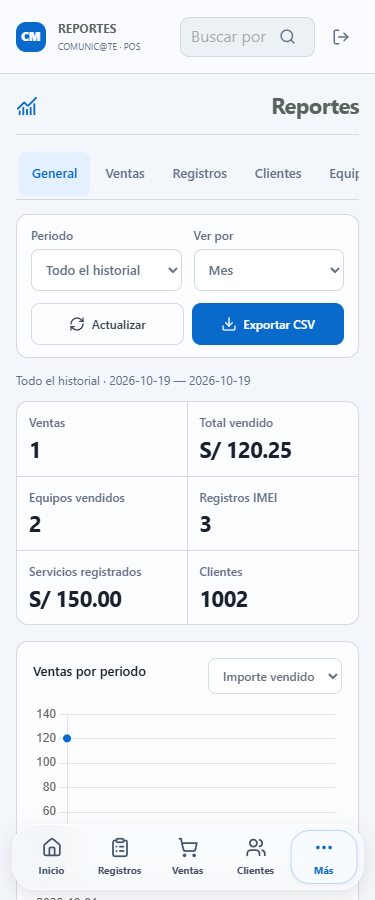 CM
REPORTES
COMUNIC@TE · POS
Buscar por
Reportes
General
Ventas
Registros
Clientes
Equip
Periodo
Ver por
Todo el historial
Mes
Actualizar
Exportar CSV
Todo el historial · 2026-10-19 — 2026-10-19
Ventas
1
Total vendido
S/ 120.25
Equipos vendidos
2
Registros IMEI
3
Servicios registrados
S/ 150.00
Clientes
1002
Ventas por periodo
Importe vendido
140
120
100
80
60
Inicio
Registros
Ventas
Clientes
Más